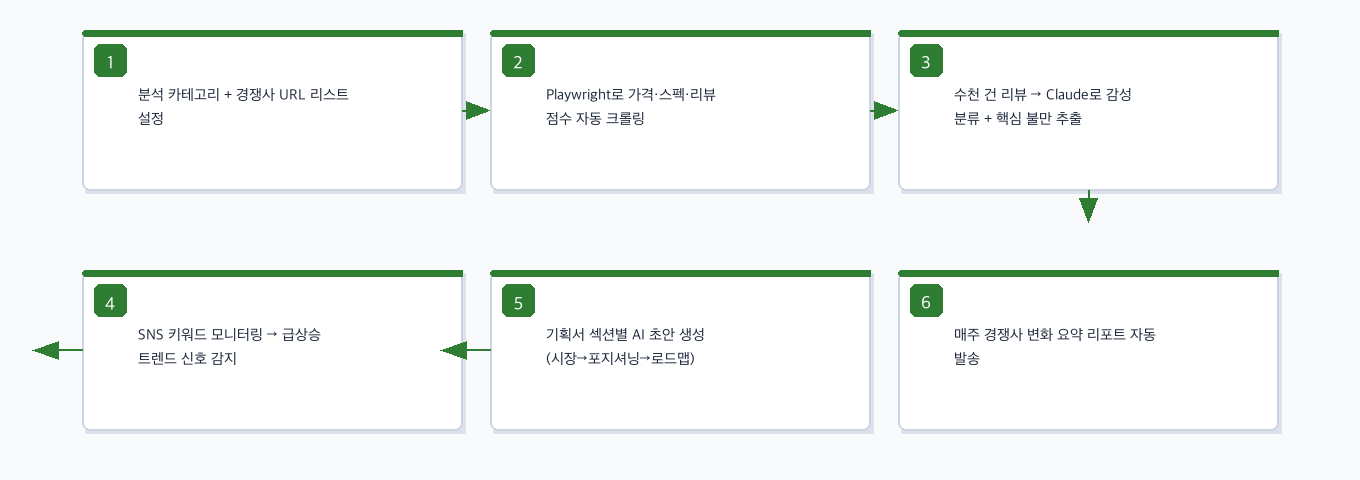 1
분석 카테고리 + 경쟁사 URL 리스트
설정
2
Playwright로 가격·스펙·리뷰
점수 자동 크롤링
3
수천 건 리뷰 → Claude로 감성
분류 + 핵심 불만 추출
4
SNS 키워드 모니터링 → 급상승
트렌드 신호 감지
5
기획서 섹션별 AI 초안 생성
(시장→포지셔닝→로드맵)
6
매주 경쟁사 변화 요약 리포트 자동
발송